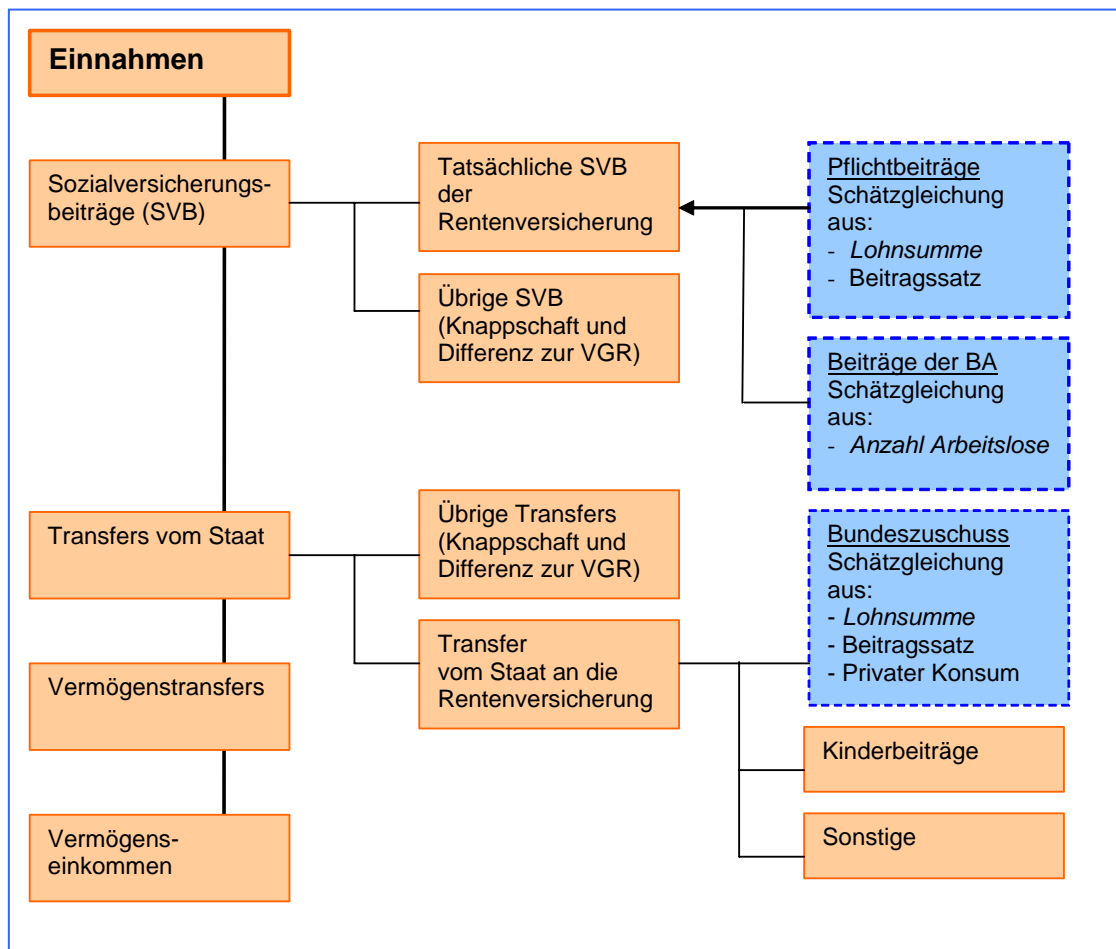 Einnahmen
Sozialversicherungs-
beiträge (SVB)
Tatsächliche SVB
der
Rentenversicherung
Pflichtbeiträge
Schätzgleichung
aus:
- Lohnsumme
- Beitragssatz
Übrige SVB
(Knappschaft und
Differenz zur VGR)
Beiträge der BA
Schätzgleichung
aus:
- Anzahl Arbeitslose
Transfers vom Staat
Übrige Transfers
(Knappschaft und
Differenz zur VGR)
Bundeszuschuss
Schätzgleichung
aus:
- Lohnsumme
- Beitragssatz
- Privater Konsum
Transfer
vom Staat an die
Rentenversicherung
Vermögenstransfers
Kinderbeiträge
Sonstige
Vermögens-
einkommen